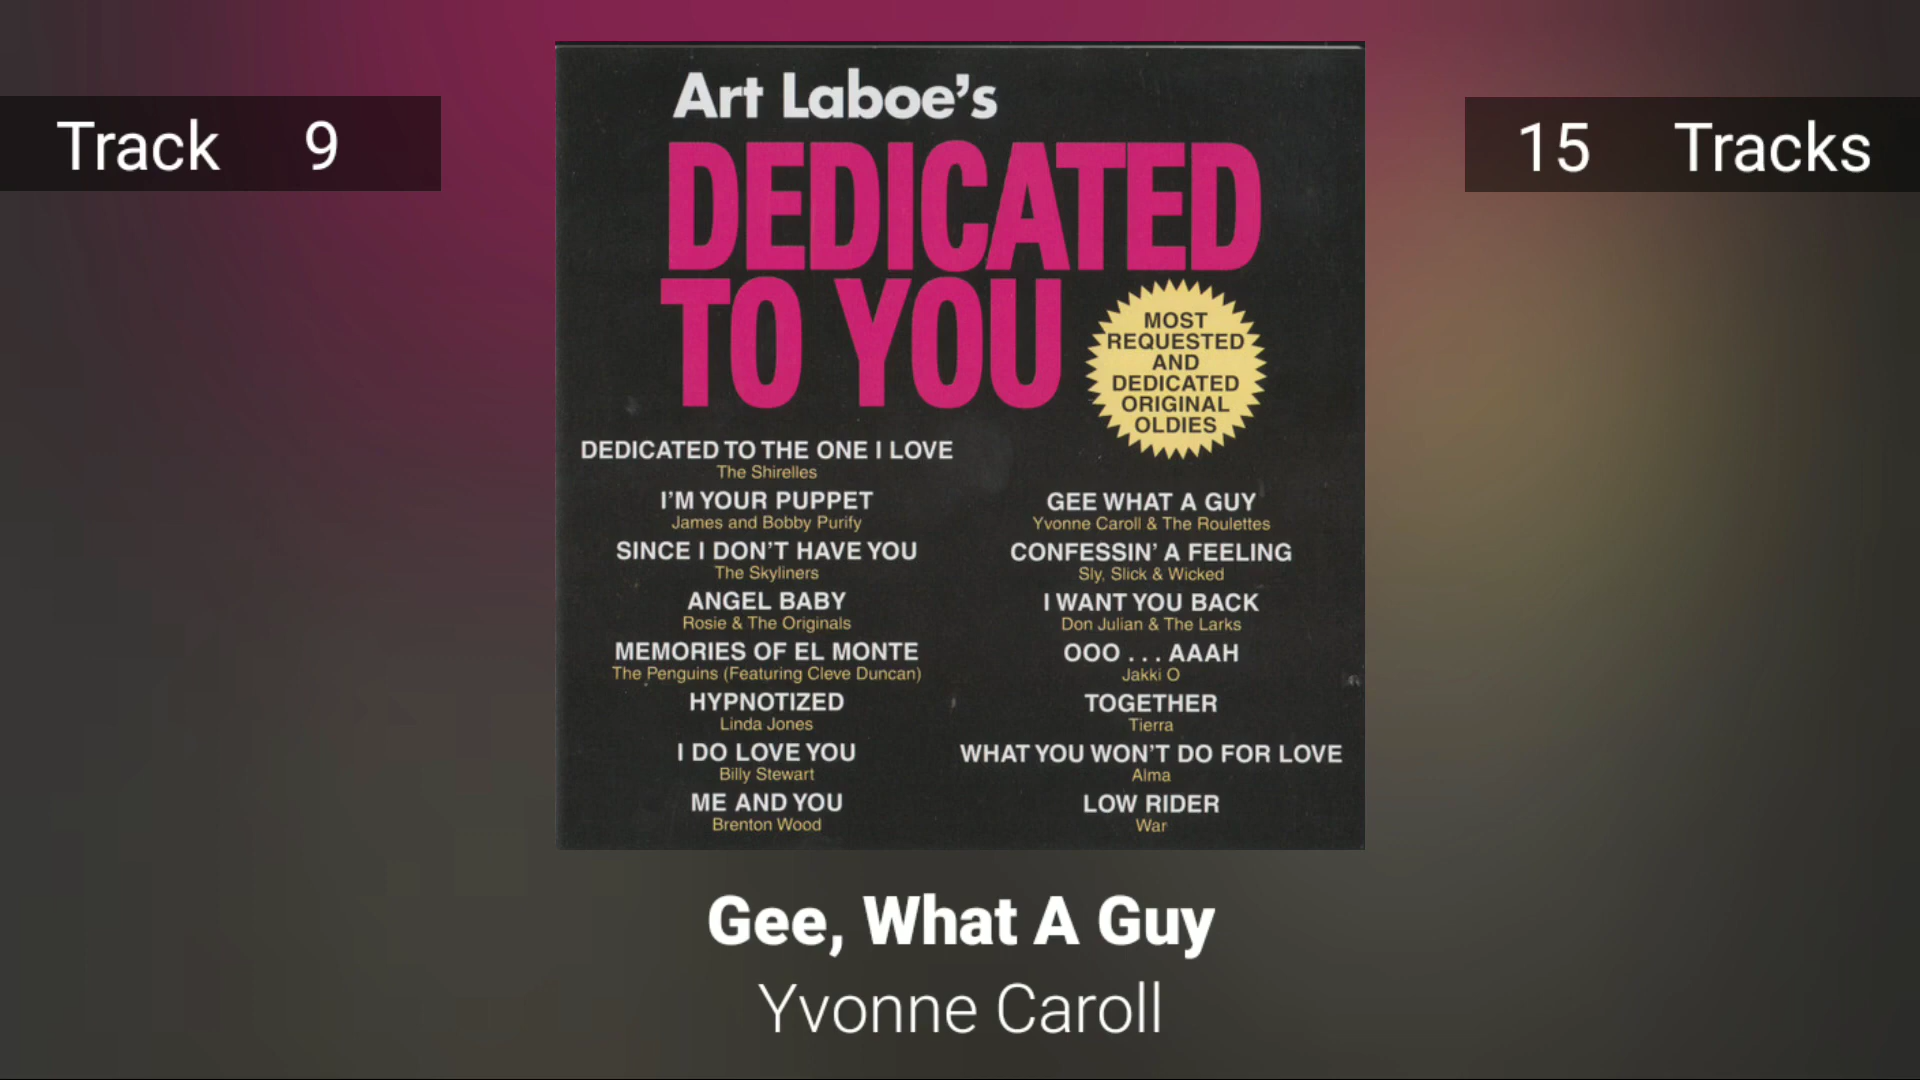 Track 9
15 Tracks
Art Laboe's
DEDICATED
TO YOU
MOST
REQUESTED
AND
DEDICATED
ORIGINAL
OLDIES
DEDICATED TO THE ONE I LOVE
The Shirelles
I'M YOUR PUPPET
James and Bobby Purify
SINCE I DON'T HAVE YOU
The Skyliners
ANGEL BABY
Rosie & The Originals
MEMORIES OF EL MONTE
The Penguins (Featuring Cleve Duncan)
HYPNOTIZED
Linda Jones
I DO LOVE YOU
Billy Stewart
ME AND YOU
Brenton Wood
GEE WHAT A GUY
Yvonne Caroll & The Roulettes
CONFESSIN' A FEELING
Sly, Slick & Wicked
I WANT YOU BACK
Don Julian & The Larks
OOO . . . AAAH
Jakki O
TOGETHER
Tierra
WHAT YOU WON'T DO FOR LOVE
Alma
LOW RIDER
War
Gee, What A Guy
Yvonne Caroll